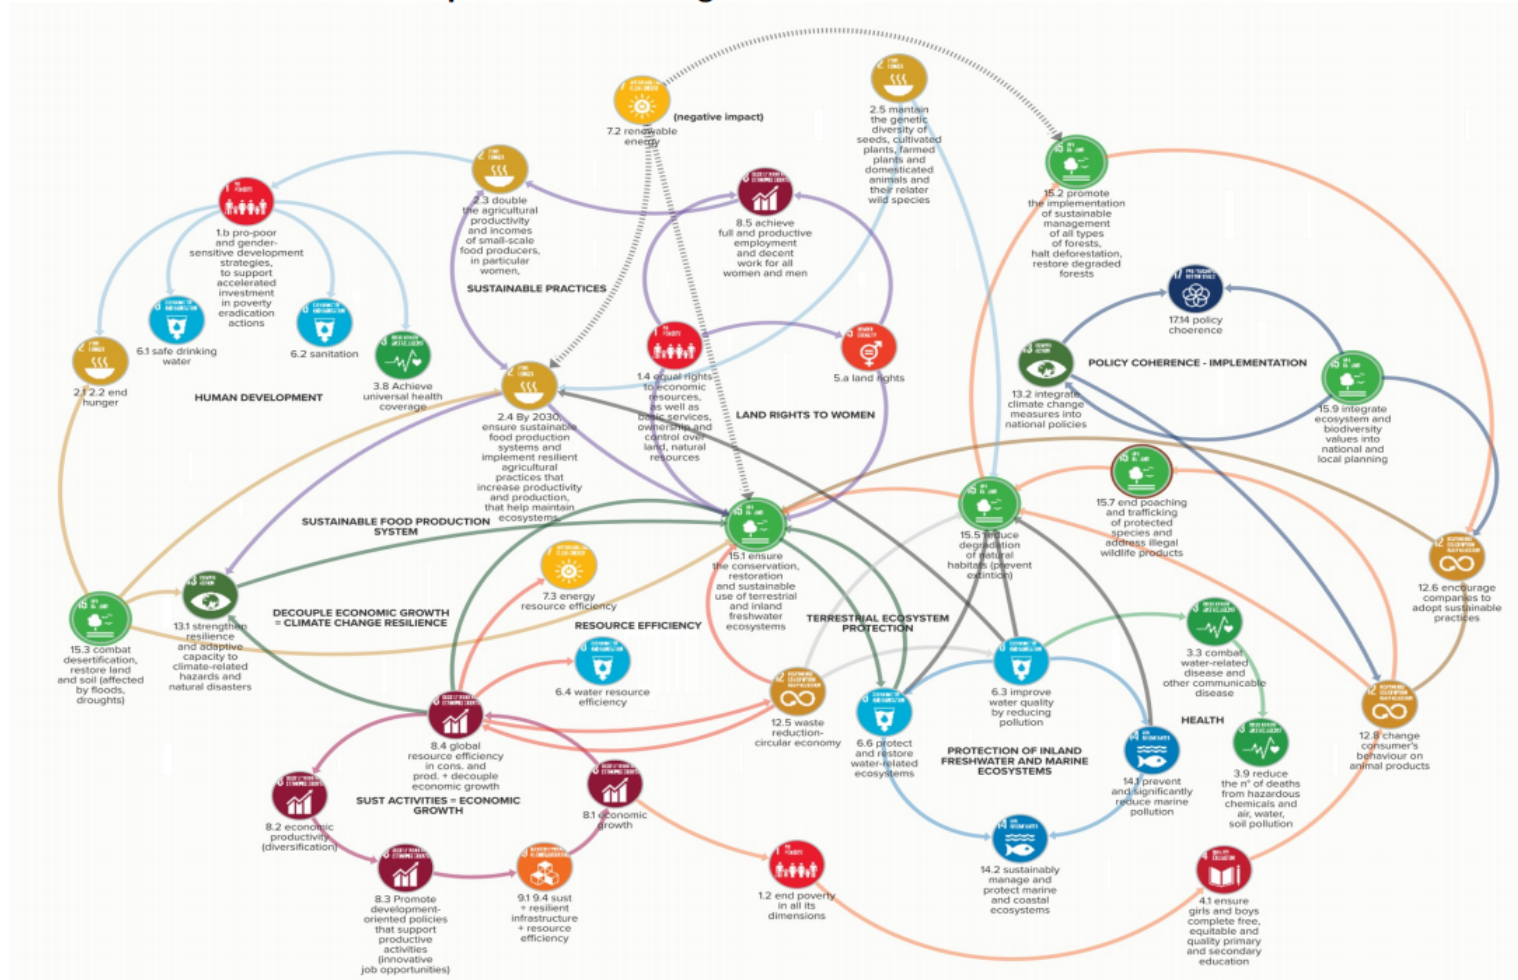 (negative impact)
7.2 renewable
energy
2.5 mantain
the genetic
diversity of
seeds, cultivated
plants, farmed
plants and
domesticated
animals and
their relater
wild species
15.2 promote
the implementation
of sustainable
management
of all types
of forests,
halt deforestation,
restore degraded
forests
1.b pro-poor
and gender-
sensitive development
strategies,
to support
accelerated
investment
in poverty
eradication
actions
2.3 double
the agricultural
productivity
and incomes
of small-scale
food producers,
in particular
women,
8.5 achieve
full and productive
employment
and decent
work for all
women and men
SUSTAINABLE PRACTICES
17.14 policy
choerence
6.1 safe drinking
water
6.2 sanitation
3.8 Achieve
universal health
coverage
2.1 2.2 end
hunger
HUMAN DEVELOPMENT
1.4 equal rights
to economic
resources,
as well as
basic services,
ownership and
control over
land, natural
resources
5.a land rights
LAND RIGHTS TO WOMEN
POLICY COHERENCE - IMPLEMENTATION
13.2 integrate
climate change
measures into
national policies
15.9 integrate
ecosystem and
biodiversity
values into
national and
local planning
2.4 By 2030,
ensure sustainable
food production
systems and
implement resilient
agricultural
practices that
increase productivity
and production,
that help maintain
ecosystems,
SUSTAINABLE FOOD PRODUCTION
SYSTEM
15.7 end poaching
and trafficking
of protected
species and
address illegal
wildlife products
15.5 reduce
degradation
of natural
habitats (prevent
extintion)
15.1 ensure
the conservation,
restoration
and sustainable
use of terrestrial
and inland
freshwater
ecosystems
12.6 encourage
companies to
adopt sustainable
practices
7.3 energy
resource efficiency
DECOUPLE ECONOMIC GROWTH
= CLIMATE CHANGE RESILIENCE
RESOURCE EFFICIENCY
TERRESTRIAL ECOSYSTEM
PROTECTION
13.1 strengthen
resilience
and adaptive
capacity to
climate-related
hazards and
natural disasters
15.3 combat
desertification,
restore land
and soil (affected
by floods,
droughts)
6.4 water resource
efficiency
3.3 combat
water-related
disease and
other communicable
disease
6.3 improve
water quality
by reducing
pollution
12.5 waste
reduction-
circular economy
6.6 protect
and restore
water-related
ecosystems
HEALTH
12.8 change
consumer's
behaviour on
animal products
8.4 global
resource efficiency
in cons. and
prod. + decouple
economic growth
PROTECTION OF INLAND
FRESHWATER AND MARINE
ECOSYSTEMS
14.1 prevent
and significantly
reduce marine
pollution
3.9 reduce
the n° of deaths
from hazardous
chemicals and
air, water,
soil pollution
SUST ACTIVITIES = ECONOMIC
GROWTH
8.2 economic
productivity
(diversification)
8.1 economic
growth
8.3 Promote
development-
oriented policies
that support
productive
activities
(innovative
job opportunities)
9.1 9.4 sust
+ resilient
infrastructure
+ resource
efficiency
1.2 end poverty
in all its
dimensions
14.2 sustainably
manage and
protect marine
and coastal
ecosystems
4.1 ensure
girls and boys
complete free,
equitable and
quality primary
and secondary
education